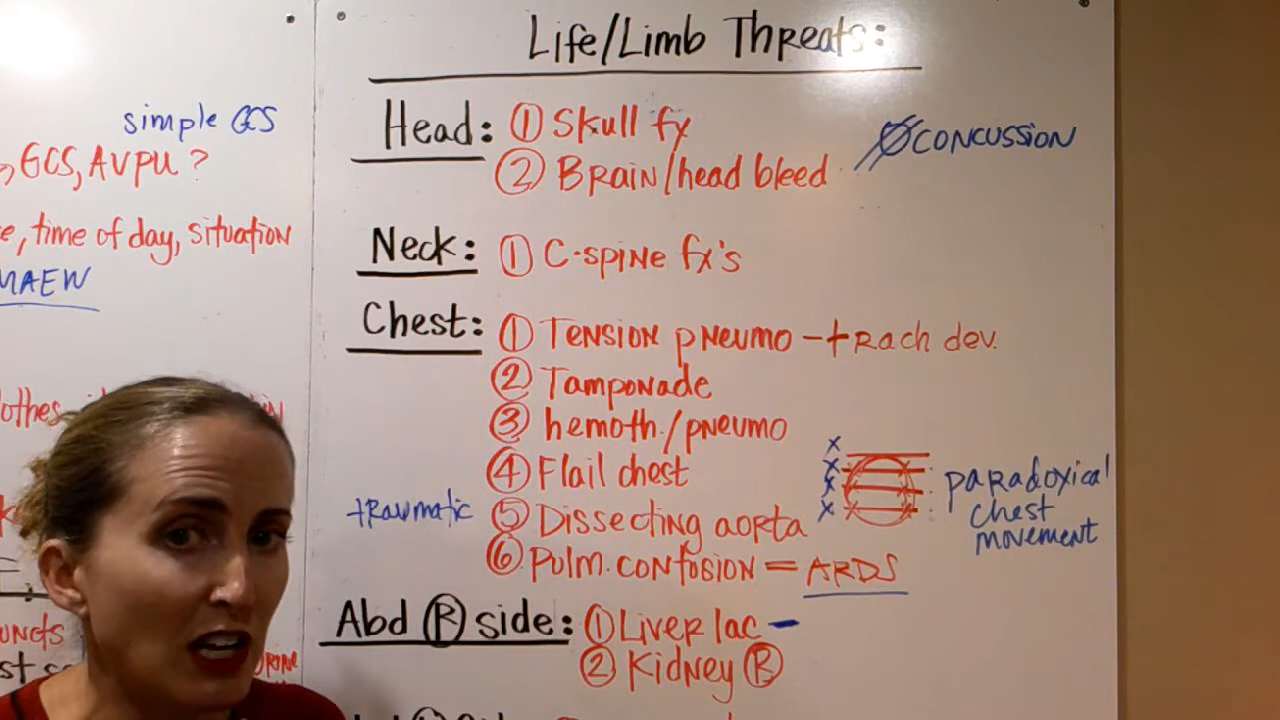 simple GCS
GCS, AVPU?
time of day, situation
MAEW
Life/Limb Threats:
Head: ① Skull fx
② Brain/head bleed
Ø CONCUSSION
Neck: ① C-spine fx's
Chest: ① Tension pneumo - trach dev.
② Tamponade
③ hemoth./pneumo
④ Flail chest
traumatic ⑤ Dissecting aorta
⑥ Pulm. contusion = ARDS
x
x
x
x
paradoxical
chest
movement
Abd Ⓡ side: ① Liver lac -
② Kidney Ⓡ